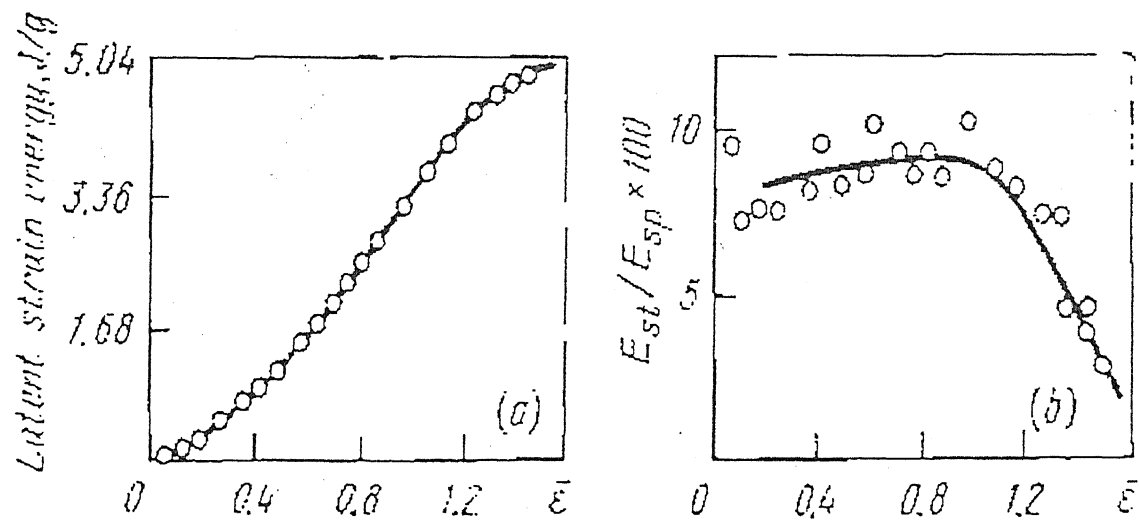 Latent strain energy, J/g
5.04
3.36
1.68
(a)
0 0.4 0.8 1.2 ε̄
E_st / E_sp × 100
10
5
(b)
0 0.4 0.8 1.2 ε̄